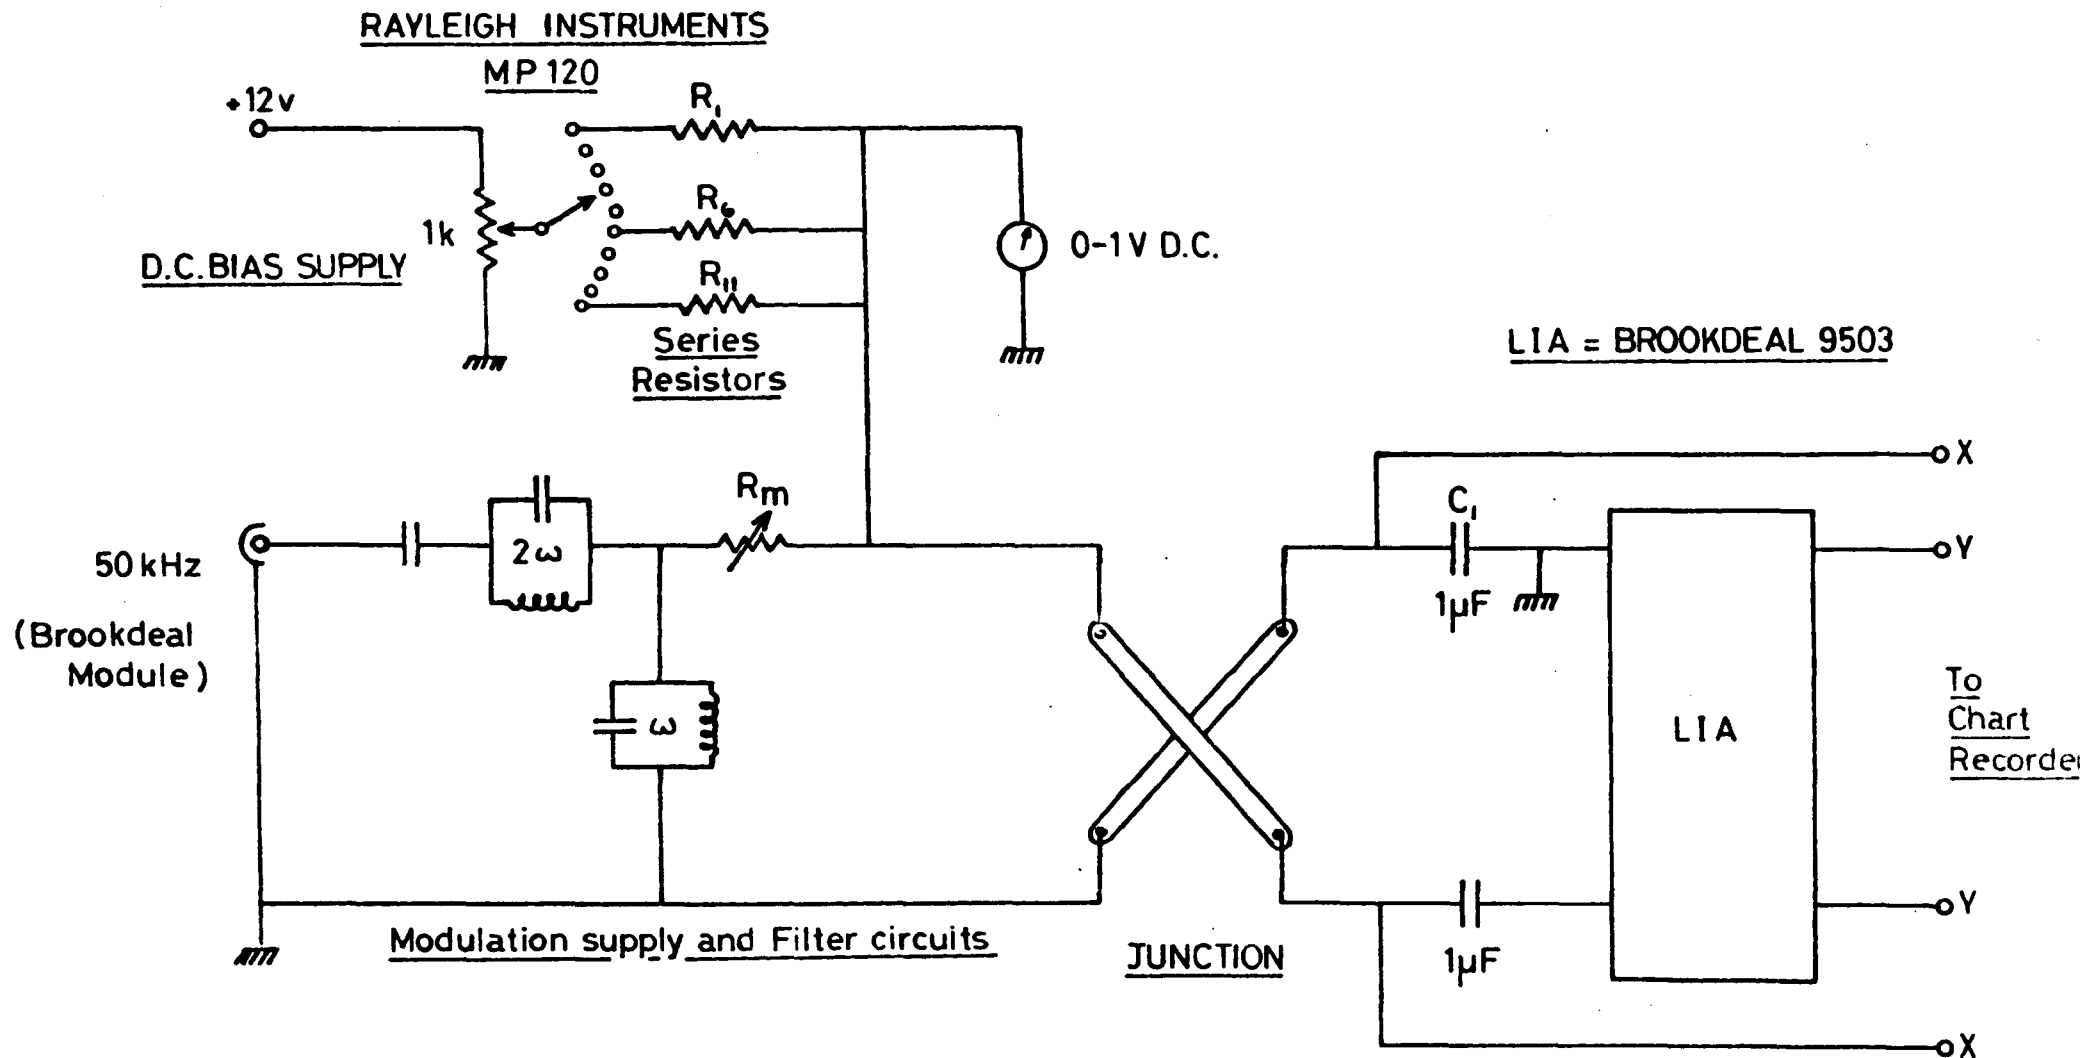 RAYLEIGH INSTRUMENTS
MP 120
+12v
R1
1k
R6
0-1V D.C.
D.C. BIAS SUPPLY
R11
Series
Resistors
LIA = BROOKDEAL 9503
X
Rm
C1
2ω
Y
50 kHz
1µF
(Brookdeal
Module)
ω
LIA
To
Chart
Recorder
Y
Modulation supply and Filter circuits
JUNCTION
1µF
X